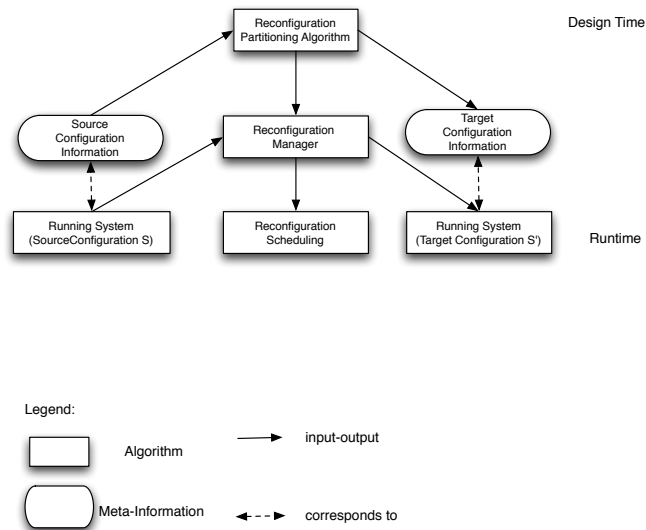 Reconfiguration
Partitioning Algorithm
Design Time
Source
Configuration
Information
Reconfiguration
Manager
Target
Configuration
Information
Running System
(SourceConfiguration S)
Reconfiguration
Scheduling
Running System
(Target Configuration S')
Runtime
Legend:
Algorithm
input-output
Meta-Information
corresponds to